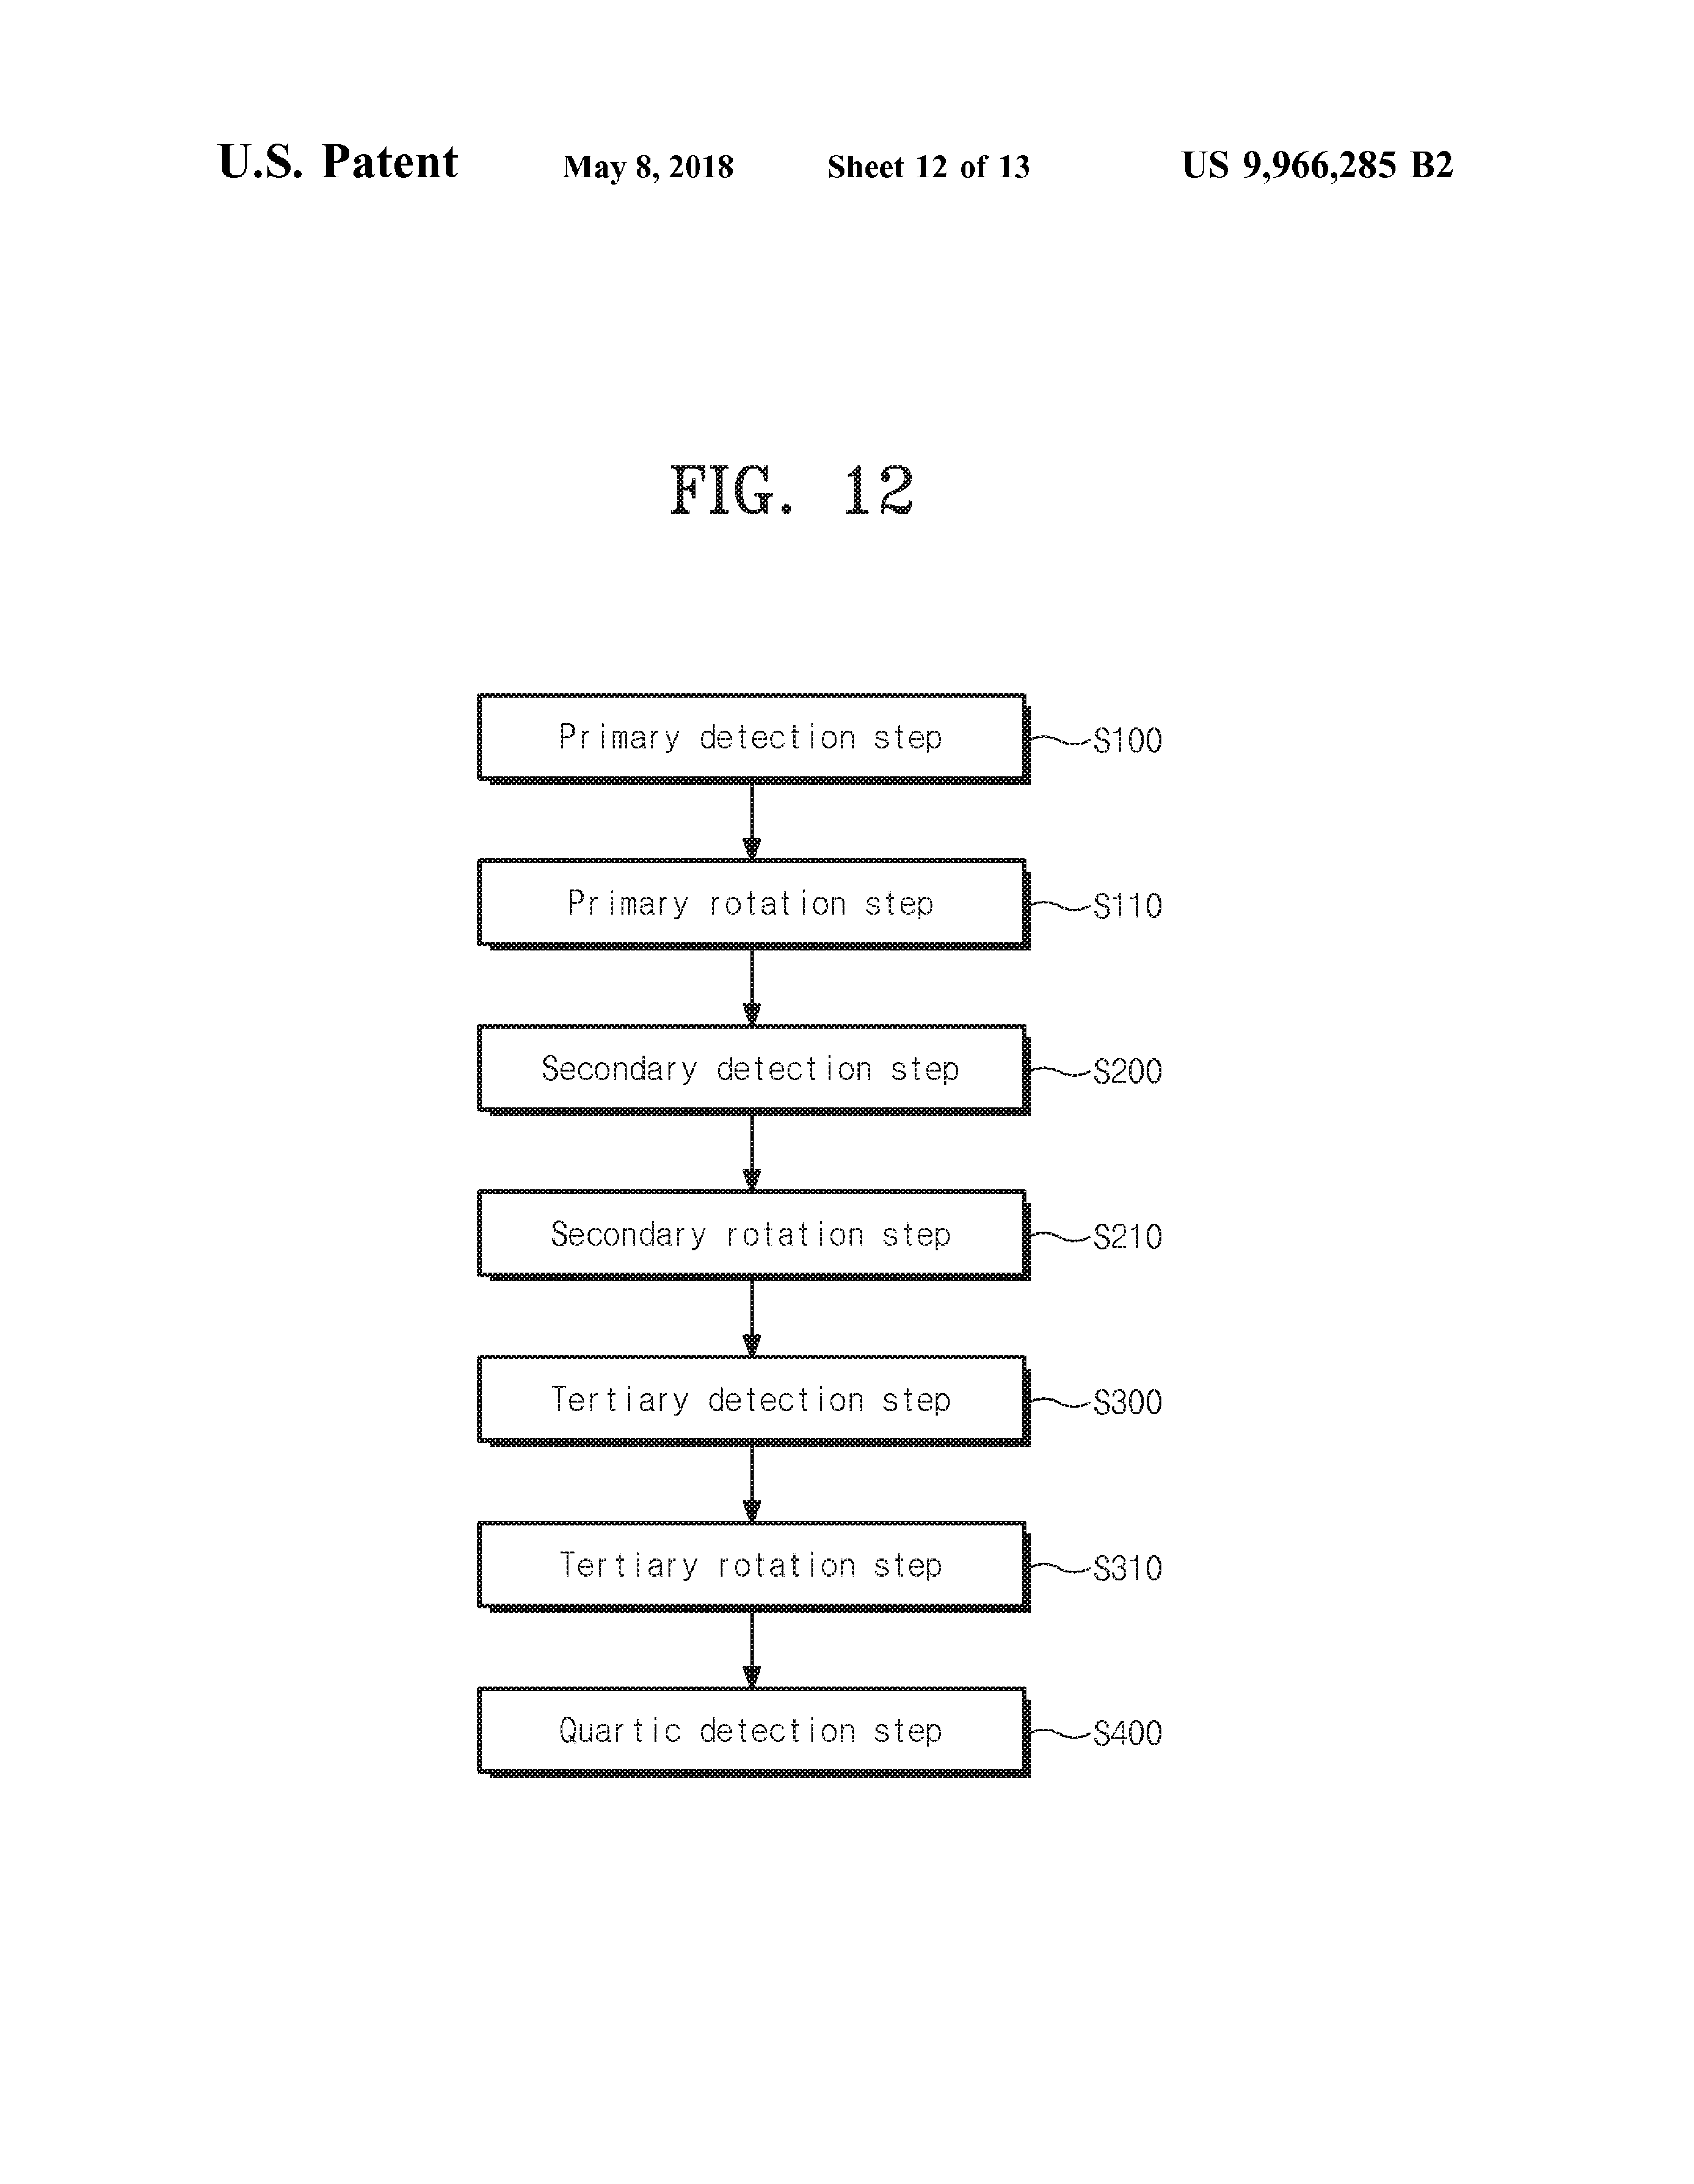 U.S. Patent May 8, 2018 Sheet 12 of 13 US 9,966,285 B2
FIG. 12
Primary detection step S100
Primary rotation step S110
Secondary detection step S200
Secondary rotation step S210
Tertiary detection step S300
Tertiary rotation step S310
Quartic detection step S400